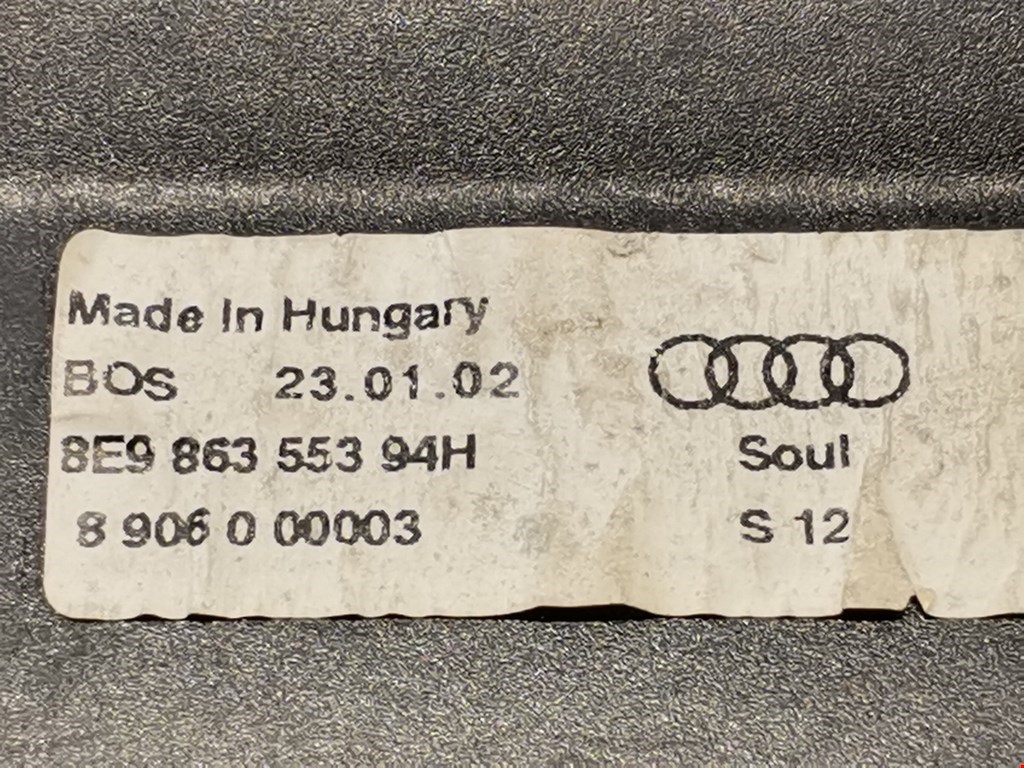 Made In Hungary
BOS 23.01.02
8E9 863 553 94H
Soul
8 906 0 00003
S 12